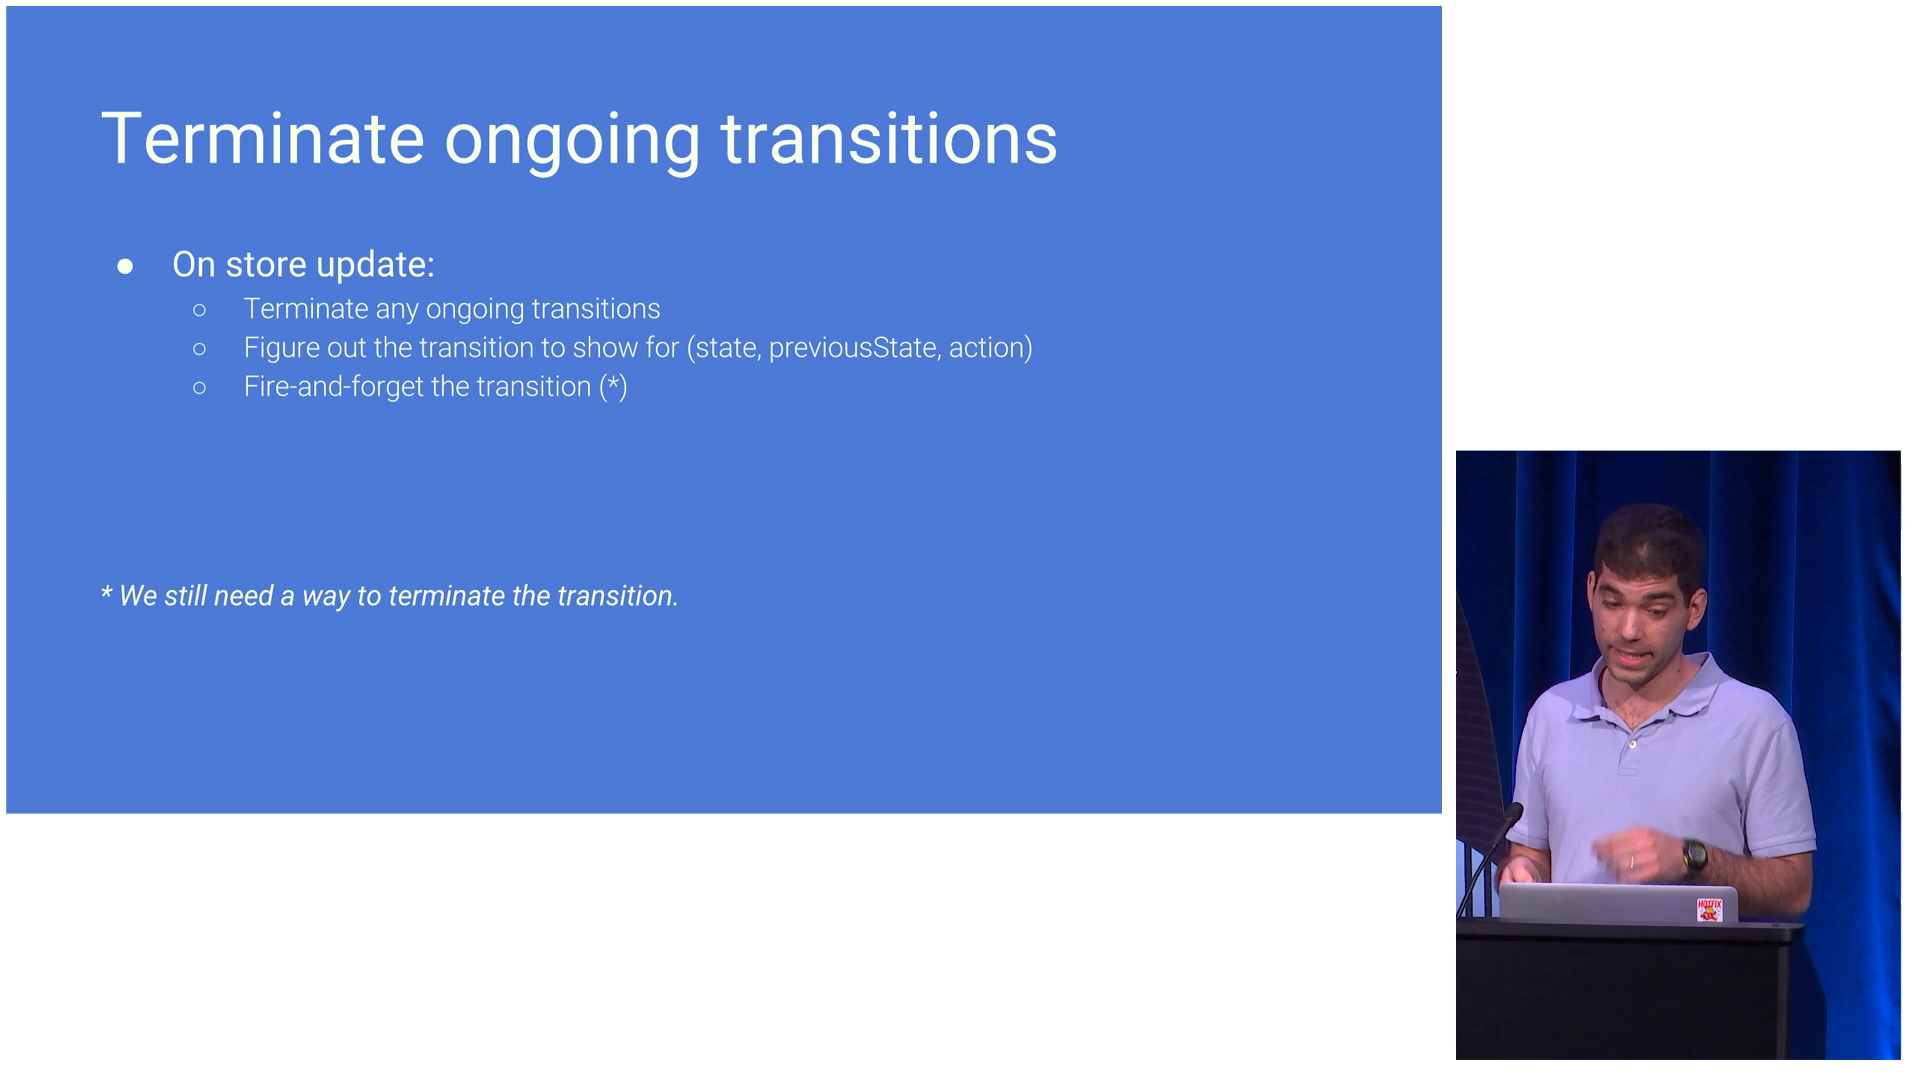 Terminate ongoing transitions
● On store update:
○ Terminate any ongoing transitions
○ Figure out the transition to show for (state, previousState, action)
○ Fire-and-forget the transition (*)
* We still need a way to terminate the transition.
HOTFIX